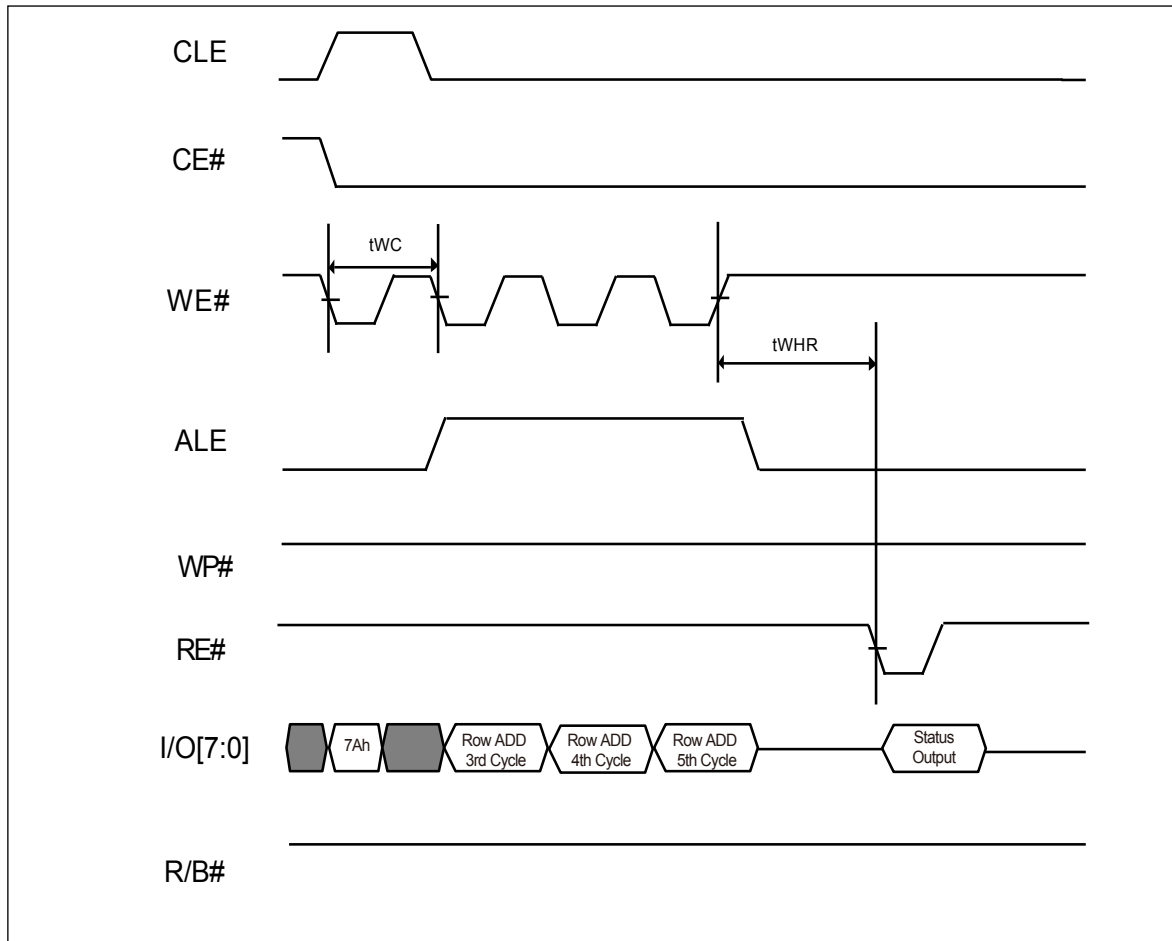 CLE
CE#
tWC
WE#
tWHR
ALE
WP#
RE#
I/O[7:0]
7Ah
Row ADD
3rd Cycle
Row ADD
4th Cycle
Row ADD
5th Cycle
Status
Output
R/B#